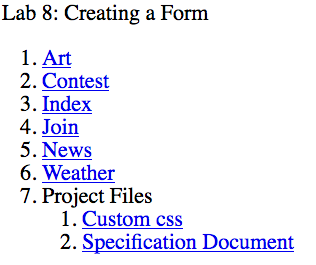 Lab 8: Creating a Form
1. Art
2. Contest
3. Index
4. Join
5. News
6. Weather
7. Project Files
1. Custom css
2. Specification Document